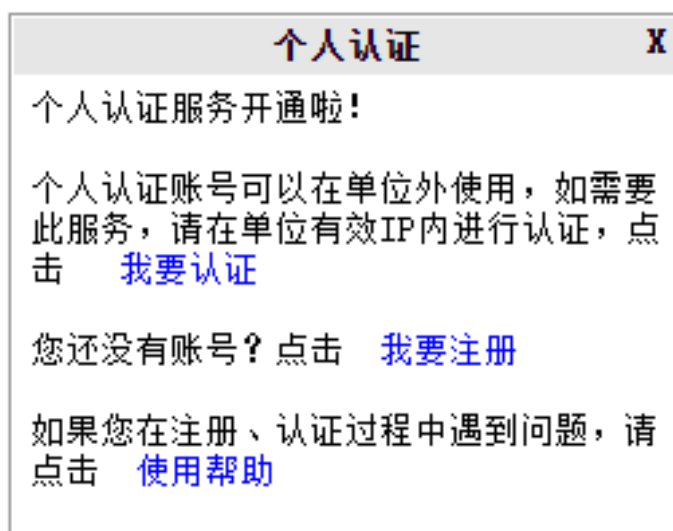 个人认证 X
个人认证服务开通啦！
个人认证账号可以在单位外使用，如需要
此服务，请在单位有效IP内进行认证，点
击 我要认证
您还没有账号？点击 我要注册
如果您在注册、认证过程中遇到问题，请
点击 使用帮助